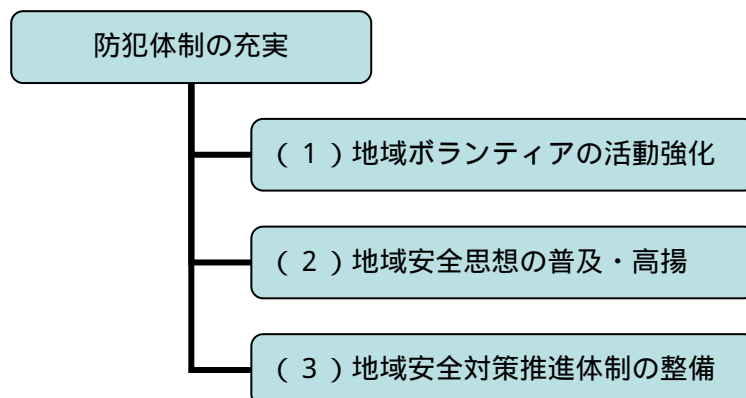 防犯体制の充実
(1)地域ボランティアの活動強化
(2)地域安全思想の普及・高揚
(3)地域安全対策推進体制の整備